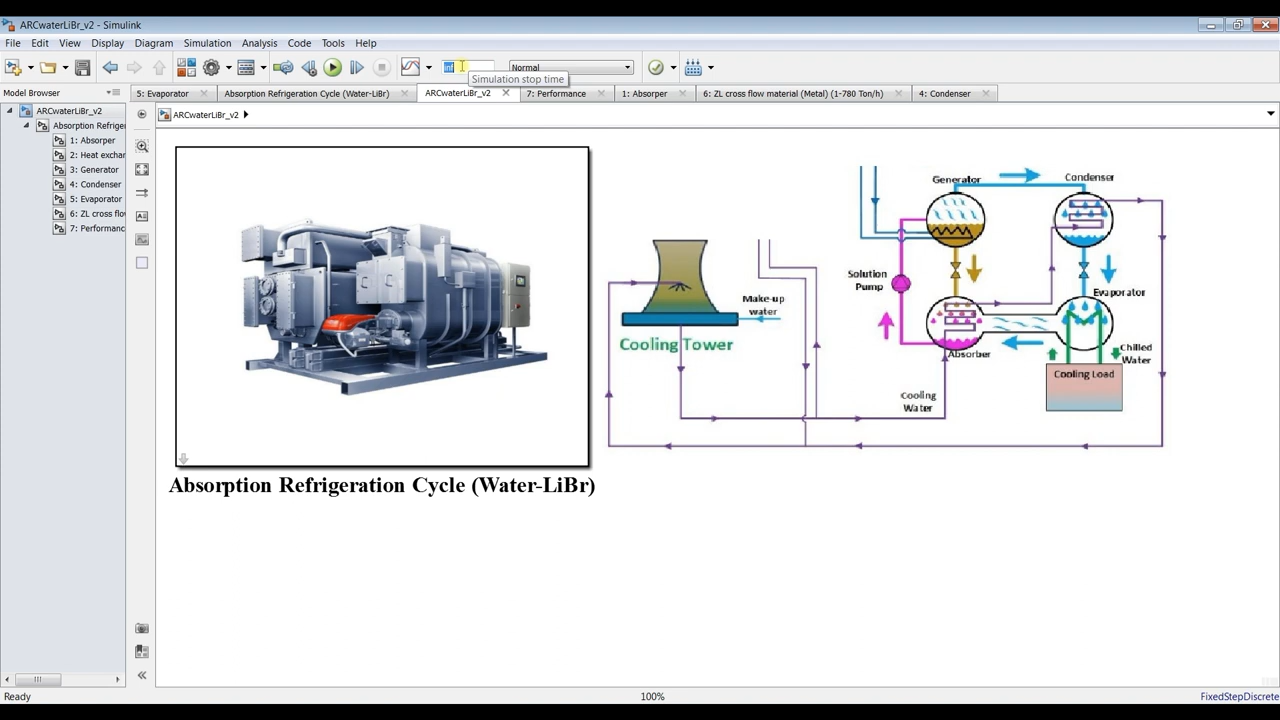 ARCwaterLiBr_v2 - Simulink
File Edit View Display Diagram Simulation Analysis Code Tools Help
Normal
Simulation stop time
Model Browser
5: Evaporator
Absorption Refrigeration Cycle (Water-LiBr)
ARCwaterLiBr_v2
7: Performance
1: Absorper
6: ZL cross flow material (Metal) (1-780 Ton/h)
4: Condenser
ARCwaterLiBr_v2
Absorption Refriger
1: Absorper
2: Heat exchan
3: Generator
4: Condenser
5: Evaporator
6: ZL cross flo
7: Performanc
ARCwaterLiBr_v2
Generator
Condenser
Solution
Pump
Evaporator
Make-up
water
Cooling Tower
Absorber
Chilled
Water
Cooling Load
Cooling
Water
Absorption Refrigeration Cycle (Water-LiBr)
Ready
100%
FixedStepDiscrete